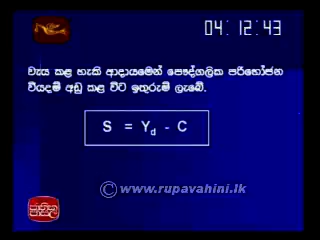 04:12:43
වැය කළ හැකි ආදායමෙන් පෞද්ගලික පරිභෝජන
වියදම් අඩු කළ විට ඉතුරුම් ලැබේ.
S = Yd - C
© www.rupavahini.lk